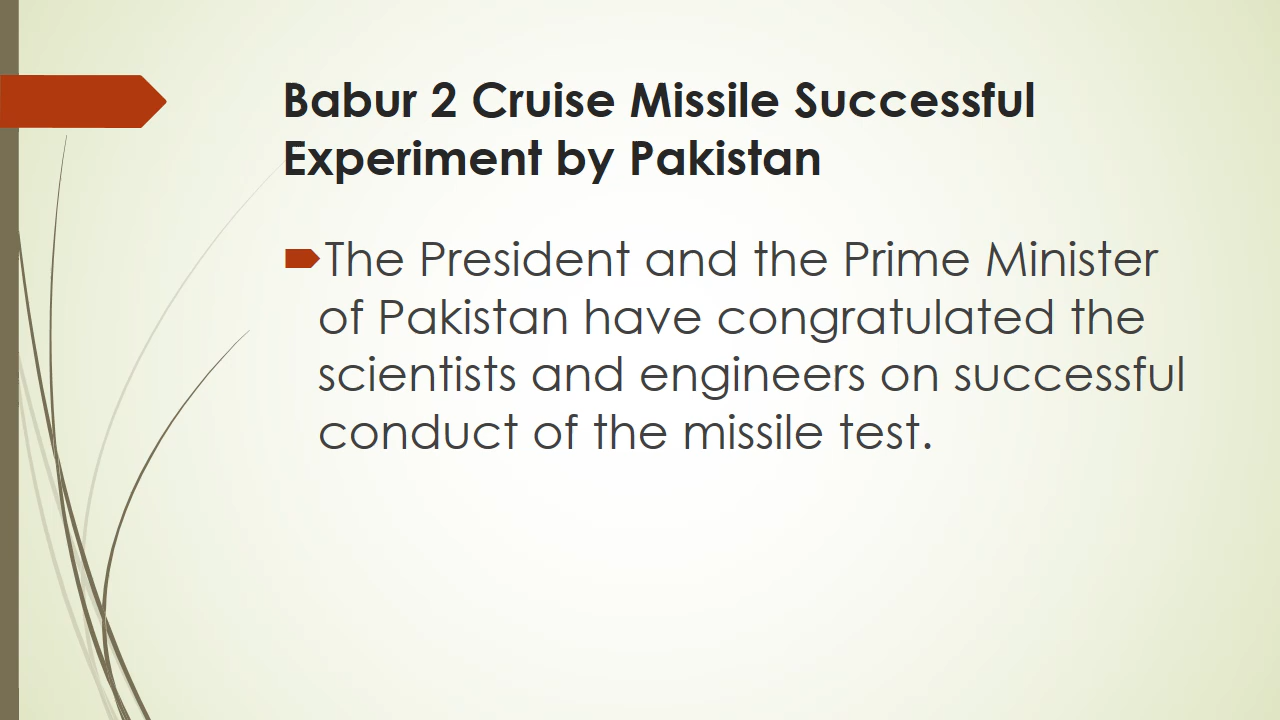 Babur 2 Cruise Missile Successful
Experiment by Pakistan
The President and the Prime Minister
of Pakistan have congratulated the
scientists and engineers on successful
conduct of the missile test.